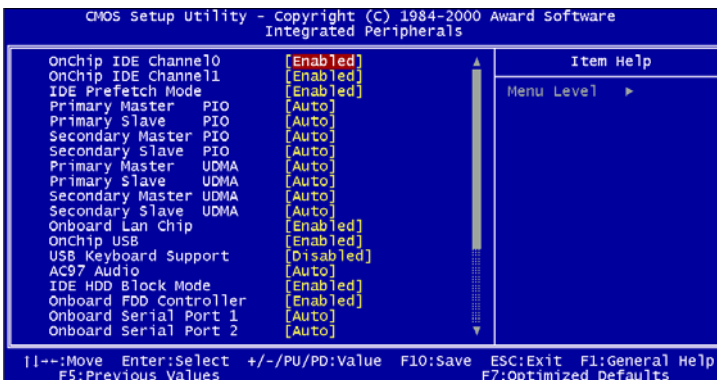 CMOS Setup Utility - Copyright (C) 1984-2000 Award Software
Integrated Peripherals
OnChip IDE Channel0 [Enabled]
OnChip IDE Channel1 [Enabled]
IDE Prefetch Mode [Enabled]
Primary Master PIO [Auto]
Primary Slave PIO [Auto]
Secondary Master PIO [Auto]
Secondary Slave PIO [Auto]
Primary Master UDMA [Auto]
Primary Slave UDMA [Auto]
Secondary Master UDMA [Auto]
Secondary Slave UDMA [Auto]
Onboard Lan Chip [Enabled]
OnChip USB [Enabled]
USB Keyboard Support [Disabled]
AC97 Audio [Auto]
IDE HDD Block Mode [Enabled]
Onboard FDD Controller [Enabled]
Onboard Serial Port 1 [Auto]
Onboard Serial Port 2 [Auto]
Item Help
Menu Level ►
↑↓→←:Move Enter:Select +/-/PU/PD:Value F10:Save ESC:Exit F1:General Help
F5:Previous Values F7:Optimized Defaults